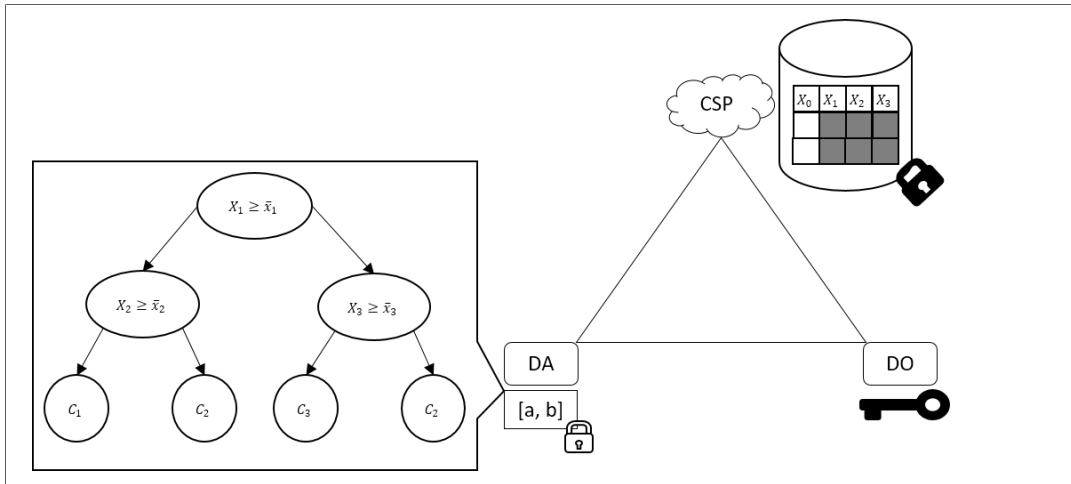 CSP
X₀ X₁ X₂ X₃
X₁ ≥ x̄₁
X₂ ≥ x̄₂
X₃ ≥ x̄₃
C₁
C₂
C₃
C₂
DA
DO
[a, b]